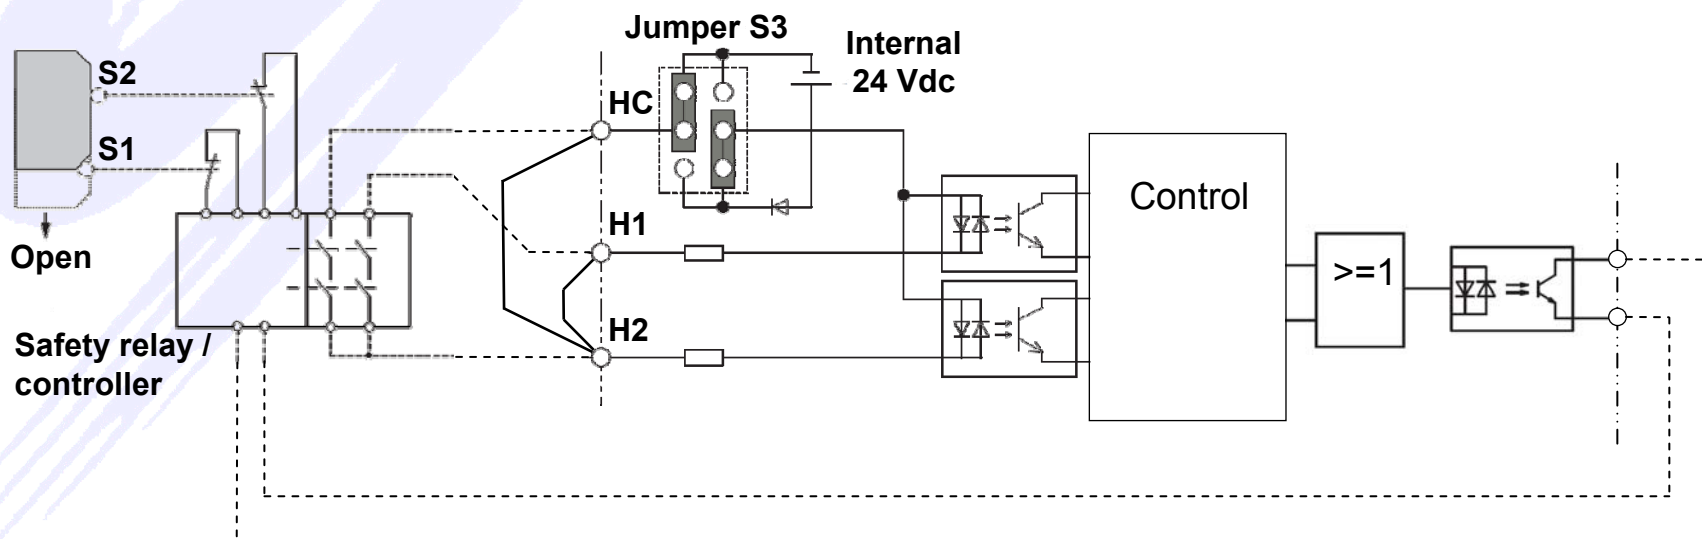 Jumper S3
Internal
24 Vdc
S2
HC
S1
Control
H1
Open
>=1
H2
Safety relay /
controller